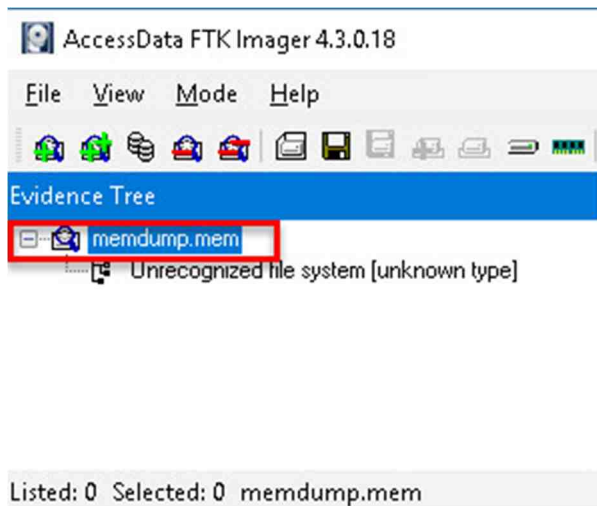 AccessData FTK Imager 4.3.0.18
File View Mode Help
Evidence Tree
memdump.mem
Unrecognized file system [unknown type]
Listed: 0 Selected: 0 memdump.mem